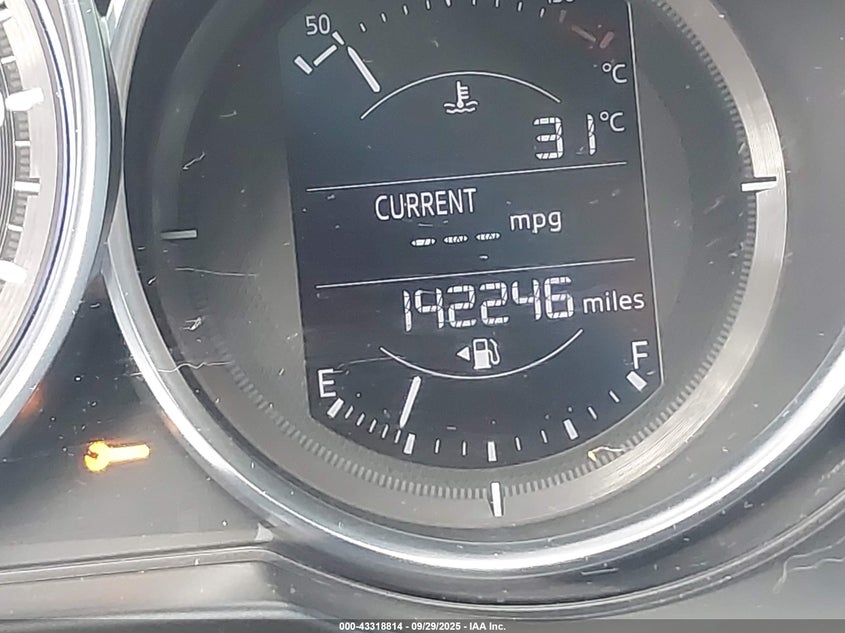 50
°C
31°C
CURRENT
--- mpg
142246 miles
E
F
000-43318814 - 09/29/2025 - IAA Inc.